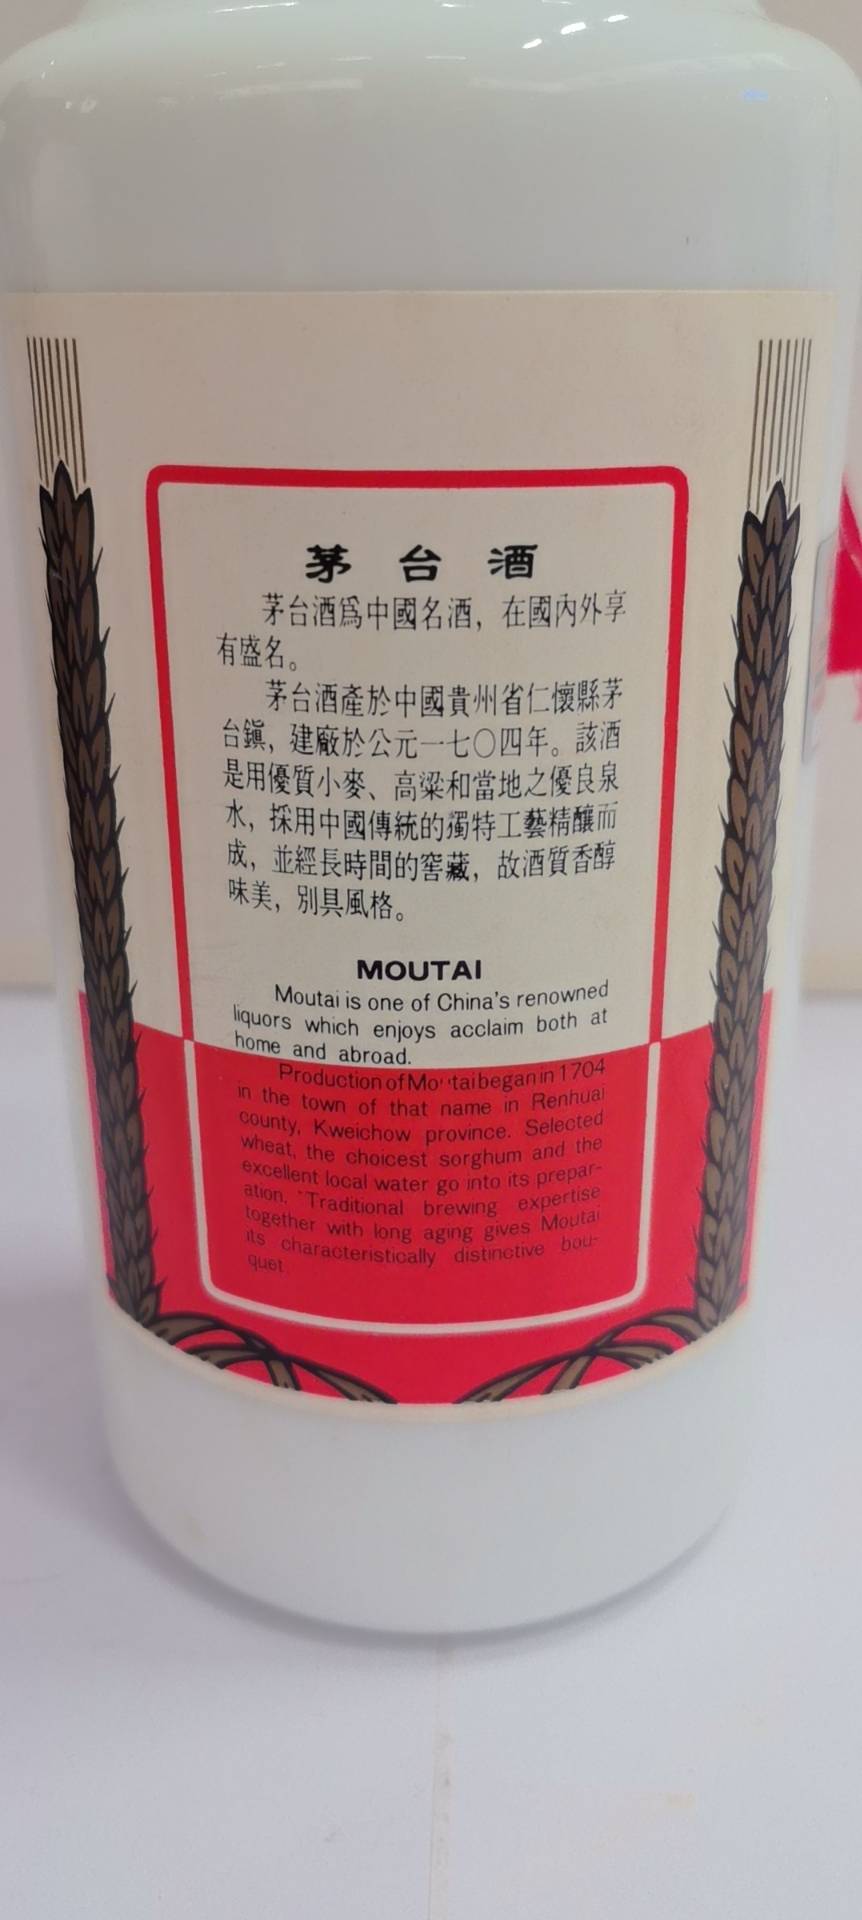 茅台酒
茅台酒爲中國名酒，在國內外享
有盛名。
茅台酒產於中國貴州省仁懷縣茅
台鎭，建廠於公元一七〇四年。該酒
是用優質小麥、高粱和當地之優良泉
水，採用中國傳統的獨特工藝精釀而
成，並經長時間的窖藏，故酒質香醇
味美，別具風格。
MOUTAI
Moutai is one of China's renowned
liquors which enjoys acclaim both at
home and abroad.
Production of Moutai began in 1704
in the town of that name in Renhuai
county, Kweichow province. Selected
wheat, the choicest sorghum and the
excellent local water go into its prepar-
ation. Traditional brewing expertise
together with long aging gives Moutai
its characteristically distinctive bou-
quet